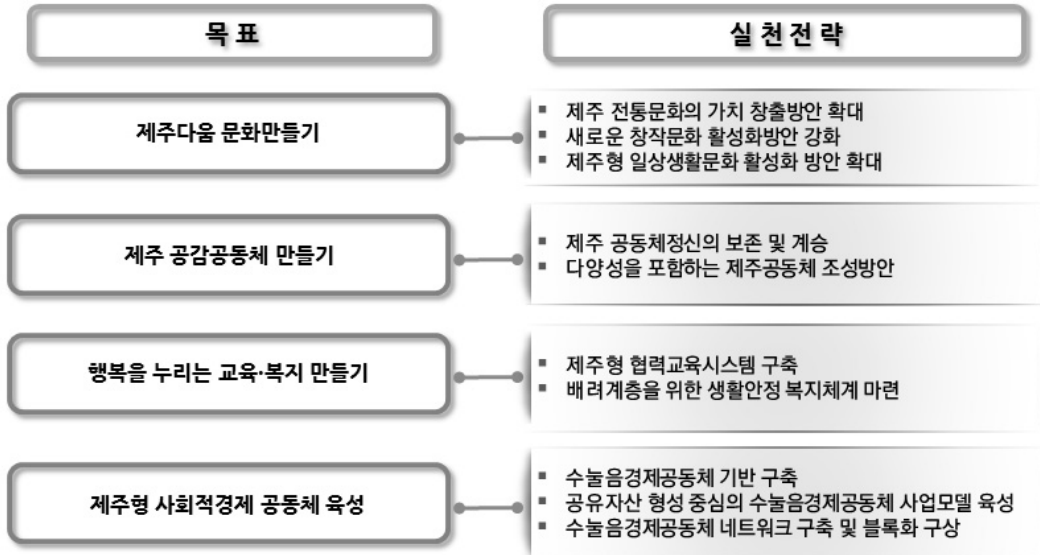 목 표
실 천 전 략
제주다움 문화만들기
▪ 제주 전통문화의 가치 창출방안 확대
▪ 새로운 창작문화 활성화방안 강화
▪ 제주형 일상생활문화 활성화 방안 확대
제주 공감공동체 만들기
▪ 제주 공동체정신의 보존 및 계승
▪ 다양성을 포함하는 제주공동체 조성방안
행복을 누리는 교육·복지 만들기
▪ 제주형 협력교육시스템 구축
▪ 배려계층을 위한 생활안정 복지체계 마련
제주형 사회적경제 공동체 육성
▪ 수눌음경제공동체 기반 구축
▪ 공유자산 형성 중심의 수눌음경제공동체 사업모델 육성
▪ 수눌음경제공동체 네트워크 구축 및 블록화 구상